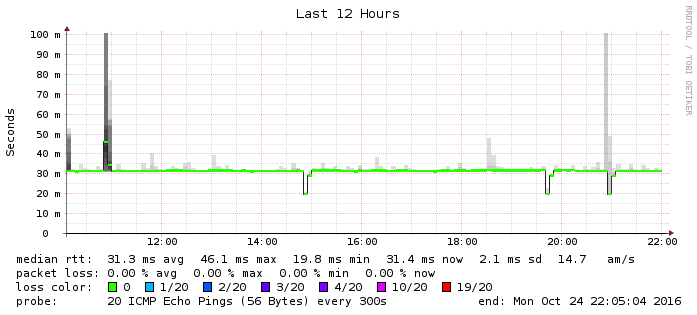 Last 12 Hours
RRDTOOL / TOBI OETIKER
Seconds
100 m
90 m
80 m
70 m
60 m
50 m
40 m
30 m
20 m
10 m
0
12:00 14:00 16:00 18:00 20:00 22:00
median rtt: 31.3 ms avg 46.1 ms max 19.8 ms min 31.4 ms now 2.1 ms sd 14.7 am/s
packet loss: 0.00 % avg 0.00 % max 0.00 % min 0.00 % now
loss color: 0 1/20 2/20 3/20 4/20 10/20 19/20
probe: 20 ICMP Echo Pings (56 Bytes) every 300s end: Mon Oct 24 22:05:04 2016